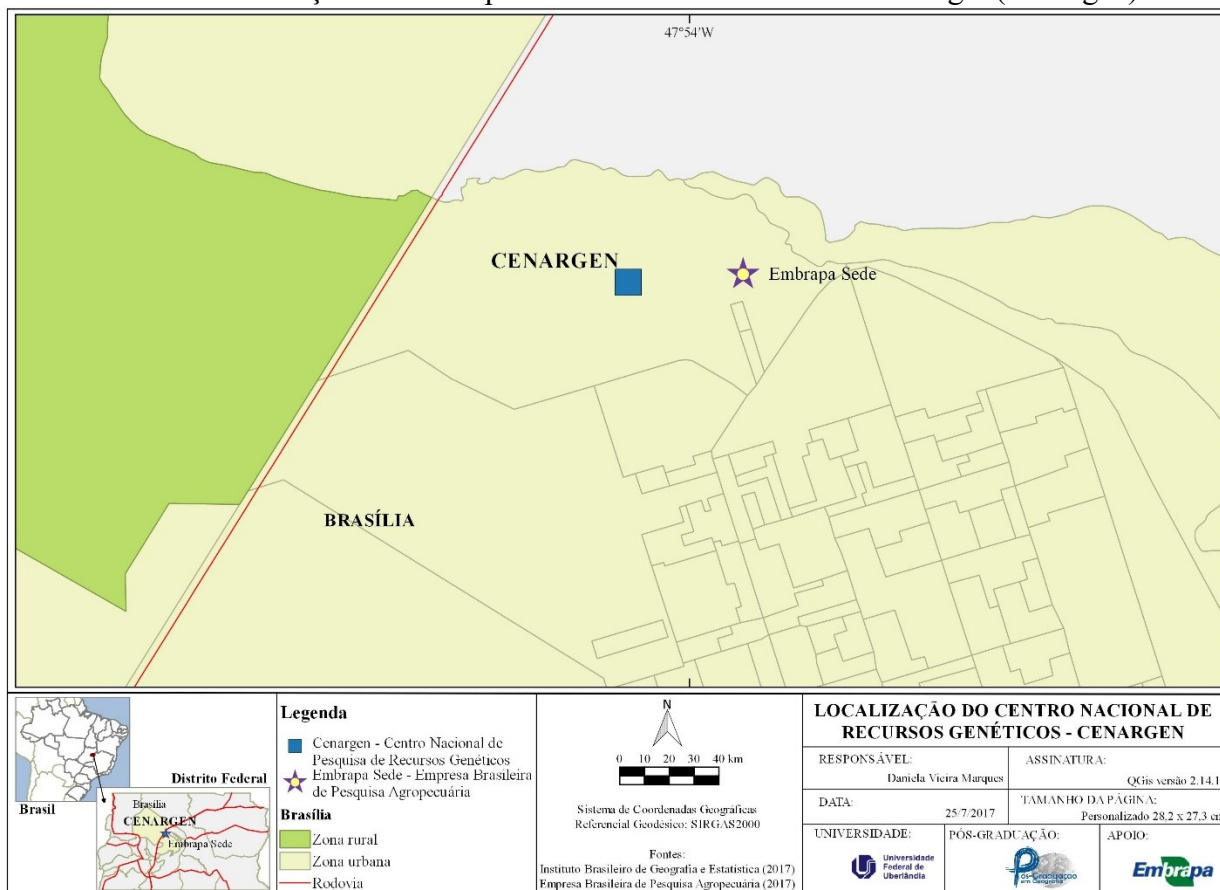 47°54'W
CENARGEN
Embrapa Sede
BRASÍLIA
Brasil
Distrito Federal
Brasília
CENARGEN
Embrapa Sede
Legenda
Cenargen - Centro Nacional de
Pesquisa de Recursos Genéticos
Embrapa Sede - Empresa Brasileira
de Pesquisa Agropecuária
Brasília
Zona rural
Zona urbana
Rodovia
N
0 10 20 30 40 km
Sistema de Coordenadas Geográficas
Referencial Geodésico: SIRGAS2000
Fontes:
Instituto Brasileiro de Geografia e Estatística (2017)
Empresa Brasileira de Pesquisa Agropecuária (2017)
LOCALIZAÇÃO DO CENTRO NACIONAL DE
RECURSOS GENÉTICOS - CENARGEN
RESPONSÁVEL:
Daniela Vieira Marques
ASSINATURA:
QGis versão 2.14.1
DATA:
25/7/2017
TAMANHO DA PÁGINA:
Personalizado 28,2 x 27,3 cm
UNIVERSIDADE:
Universidade
Federal de
Uberlândia
PÓS-GRADUAÇÃO:
Pós-Graduação
em Geografia
APOIO:
Embrapa